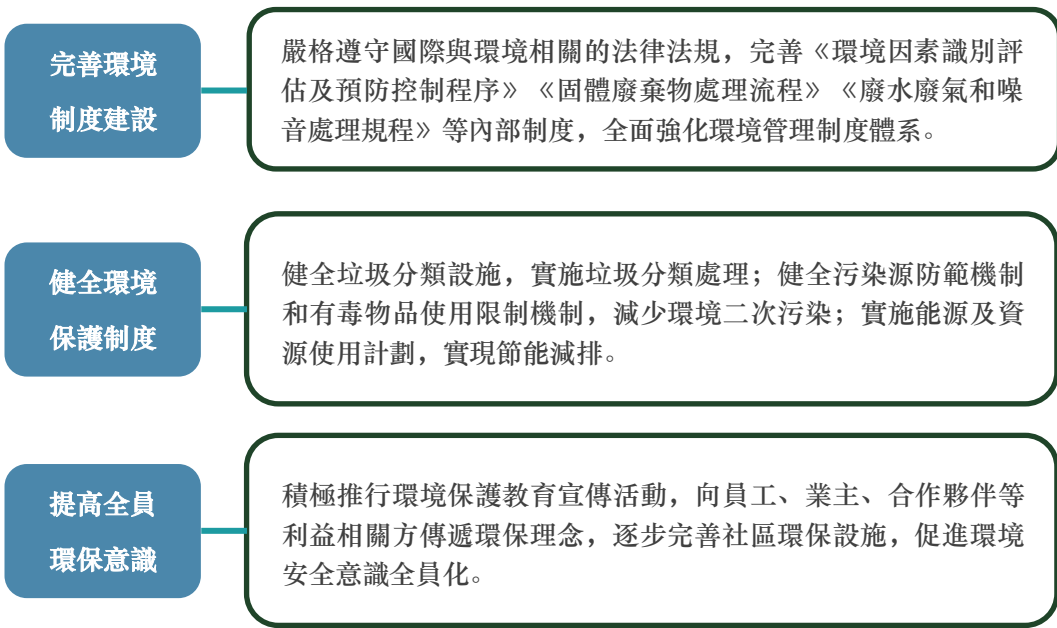 完善環境
制度建設
嚴格遵守國際與環境相關的法律法規，完善《環境因素識別評
估及預防控制程序》《固體廢棄物處理流程》《廢水廢氣和噪
音處理規程》等內部制度，全面強化環境管理制度體系。
健全環境
保護制度
健全垃圾分類設施，實施垃圾分類處理；健全污染源防範機制
和有毒物品使用限制機制，減少環境二次污染；實施能源及資
源使用計劃，實現節能減排。
提高全員
環保意識
積極推行環境保護教育宣傳活動，向員工、業主、合作夥伴等
利益相關方傳遞環保理念，逐步完善社區環保設施，促進環境
安全意識全員化。